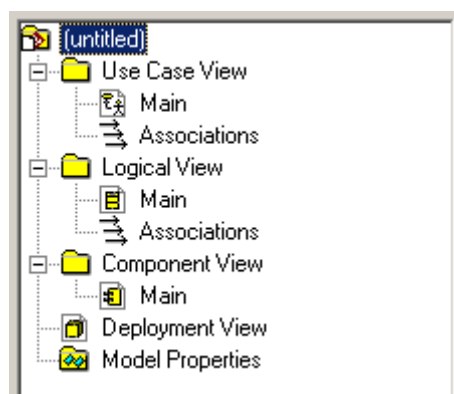 (untitled)
Use Case View
Main
Associations
Logical View
Main
Associations
Component View
Main
Deployment View
Model Properties